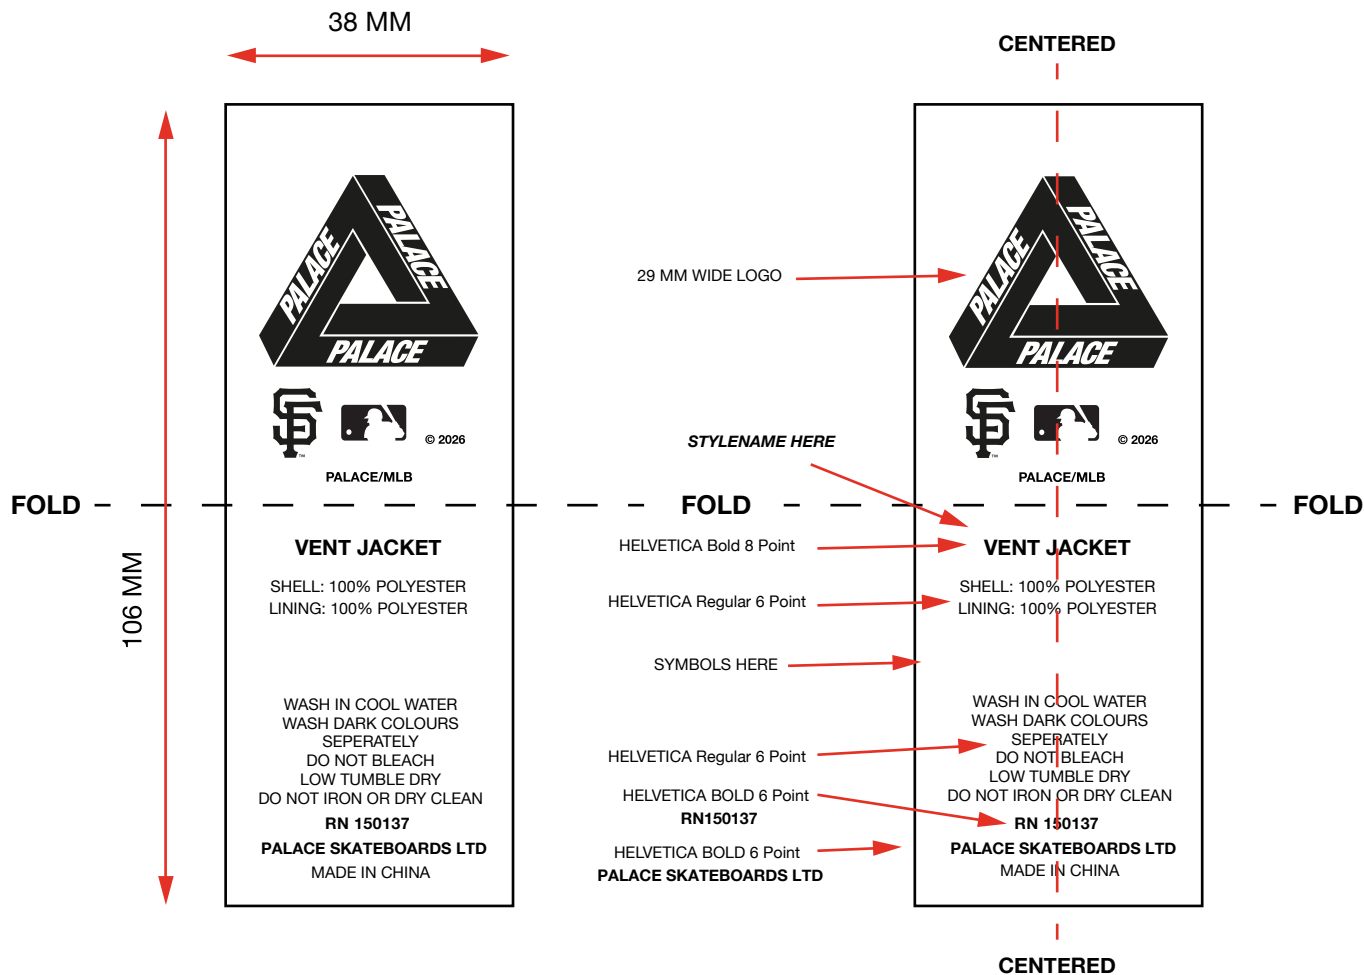 38 MM
CENTERED
PALACE
PALACE
PALACE
SF
TM
© 2026
PALACE/MLB
29 MM WIDE LOGO
PALACE
PALACE
PALACE
SF
TM
© 2026
STYLENAME HERE
PALACE/MLB
FOLD
FOLD
FOLD
106 MM
VENT JACKET
SHELL: 100% POLYESTER
LINING: 100% POLYESTER
WASH IN COOL WATER
WASH DARK COLOURS
SEPERATELY
DO NOT BLEACH
LOW TUMBLE DRY
DO NOT IRON OR DRY CLEAN
RN 150137
PALACE SKATEBOARDS LTD
MADE IN CHINA
HELVETICA Bold 8 Point
HELVETICA Regular 6 Point
SYMBOLS HERE
HELVETICA Regular 6 Point
HELVETICA BOLD 6 Point
RN150137
HELVETICA BOLD 6 Point
PALACE SKATEBOARDS LTD
VENT JACKET
SHELL: 100% POLYESTER
LINING: 100% POLYESTER
WASH IN COOL WATER
WASH DARK COLOURS
SEPERATELY
DO NOT BLEACH
LOW TUMBLE DRY
DO NOT IRON OR DRY CLEAN
RN 150137
PALACE SKATEBOARDS LTD
MADE IN CHINA
CENTERED